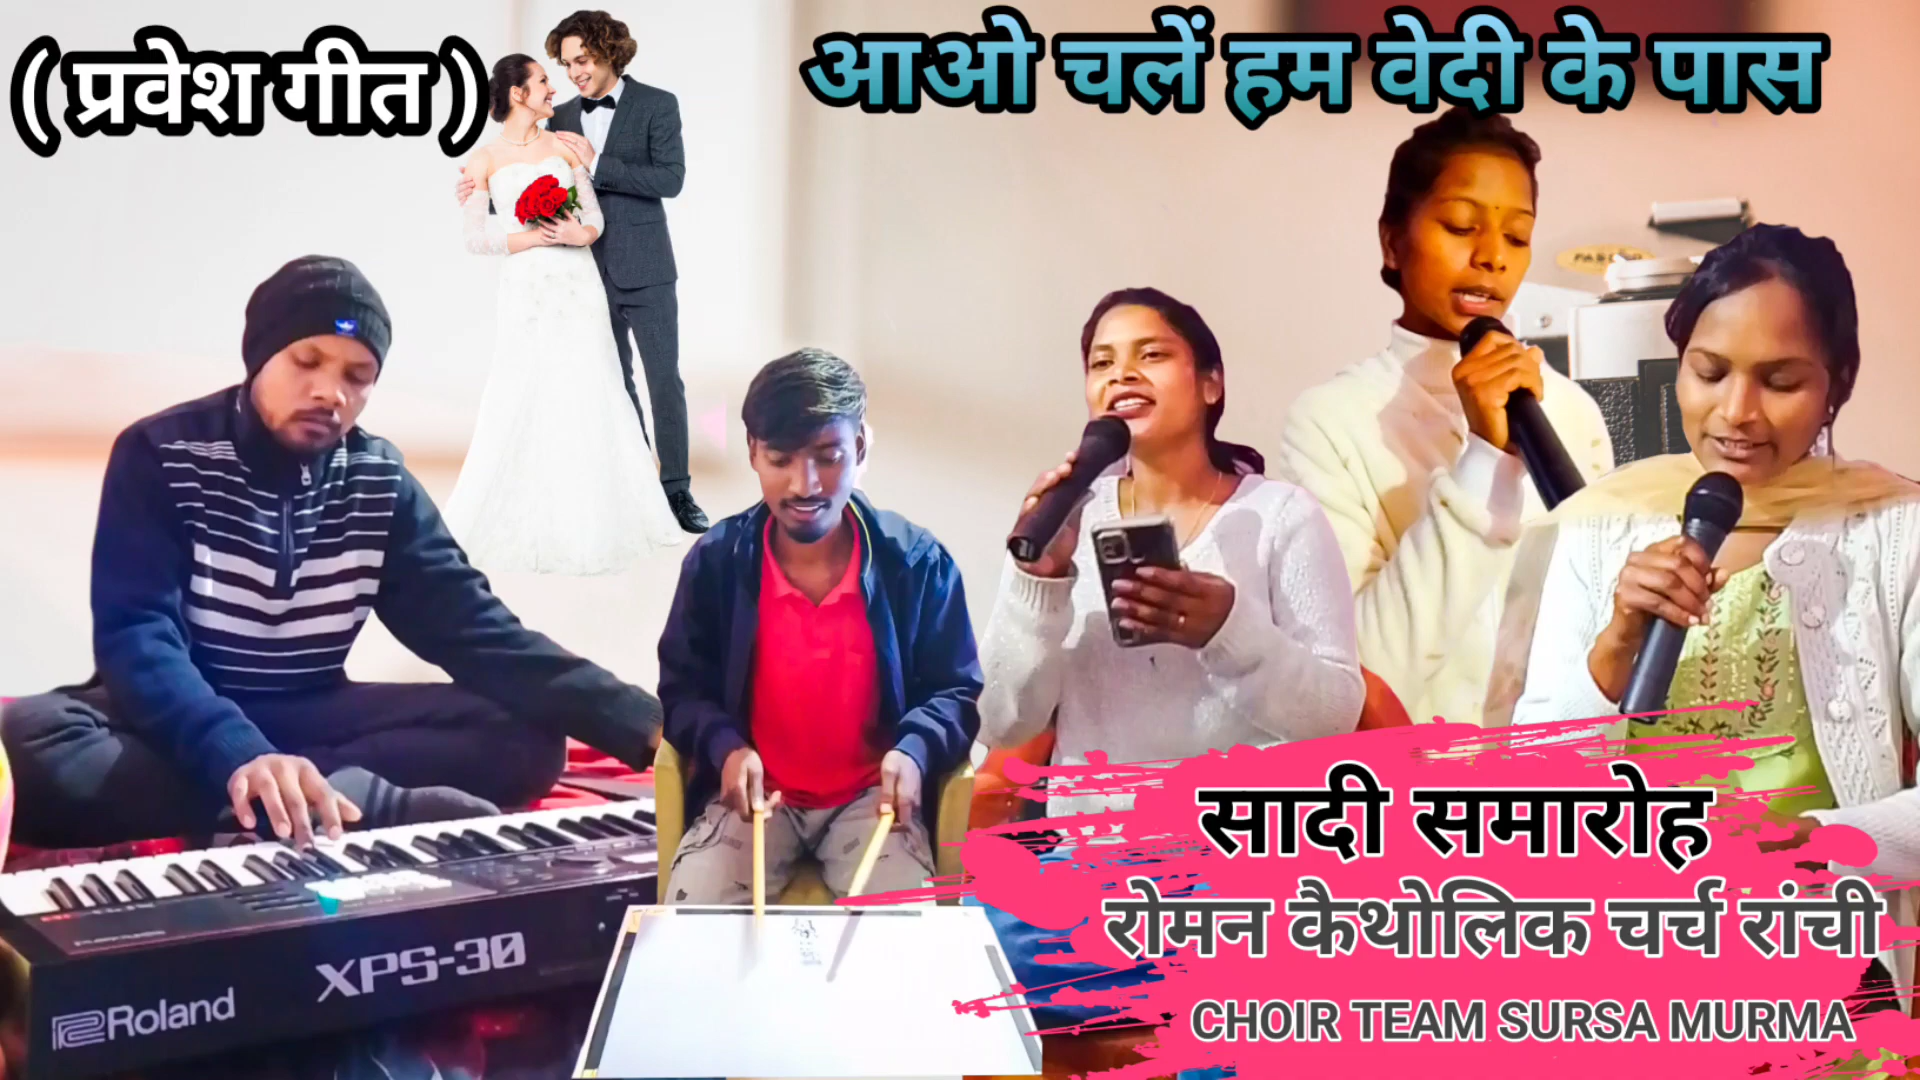 ( प्रवेश गीत )
आओ चलें हम वेदी के पास
सादी समारोह
रोमन कैथोलिक चर्च रांची
CHOIR TEAM SURSA MURMA
XPS-30
Roland